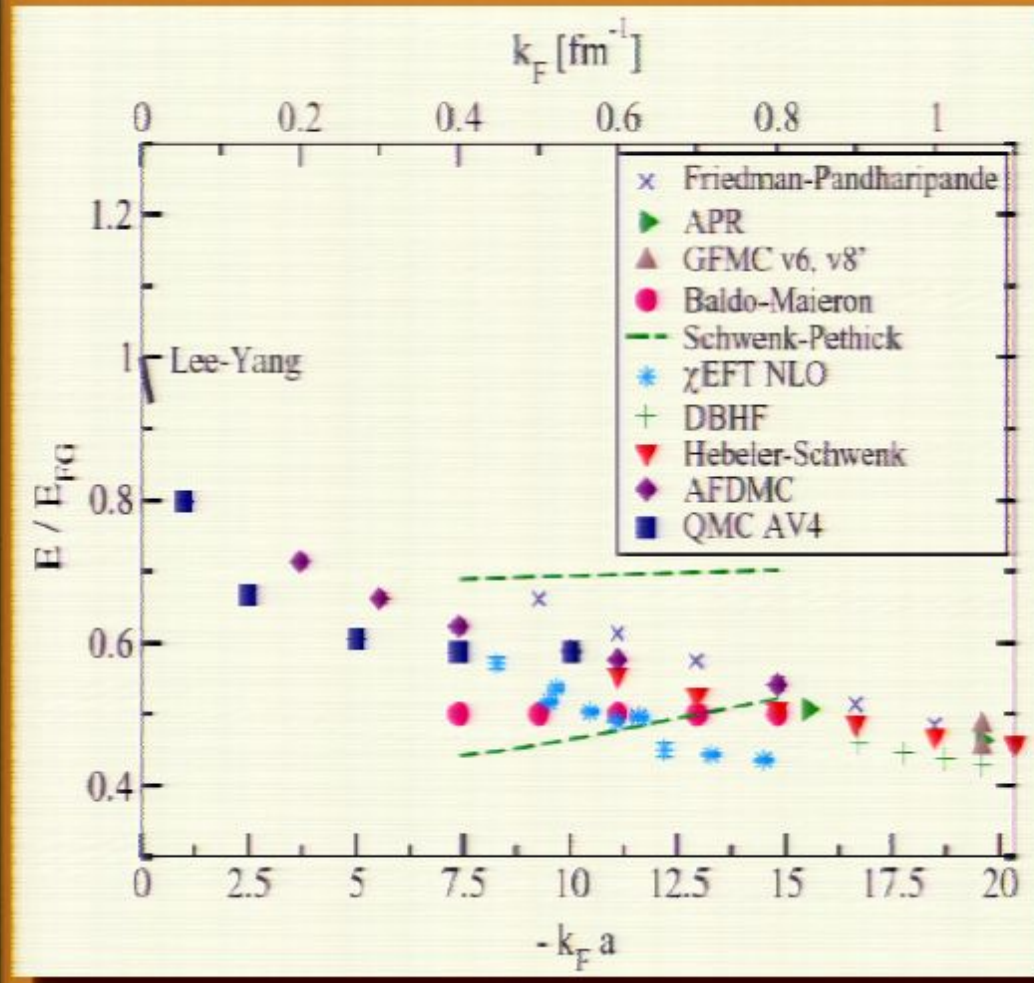 k_F [fm^-1]
0 0.2 0.4 0.6 0.8 1
Friedman-Pandharipande
APR
GFMC v6, v8'
Baldo-Maieron
Schwenk-Pethick
χEFT NLO
DBHF
Hebeler-Schwenk
AFDMC
QMC AV4
1.2
1
Lee-Yang
0.8
0.6
0.4
E / E_FG
0 2.5 5 7.5 10 12.5 15 17.5 20
- k_F a